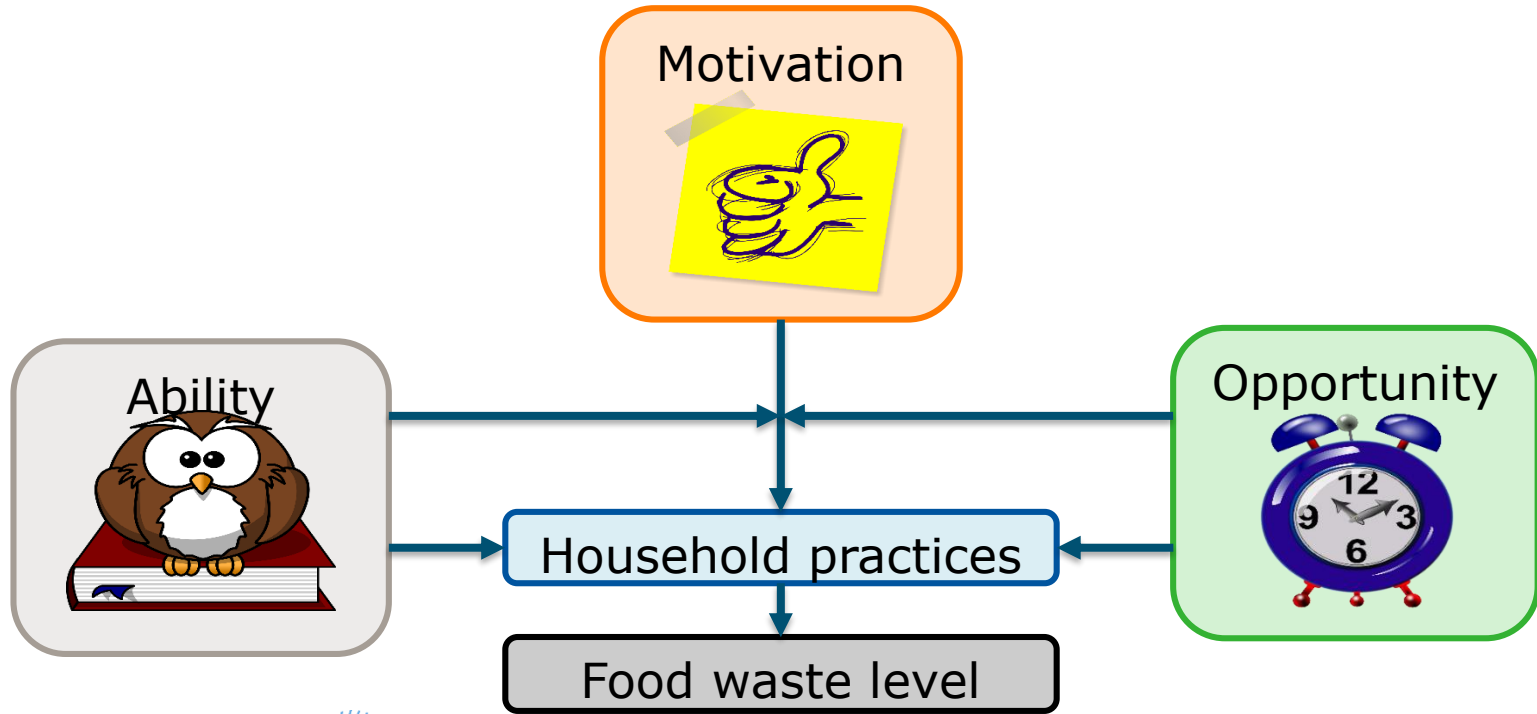 Motivation
Ability
Opportunity
12
9
3
6
Household practices
Food waste level